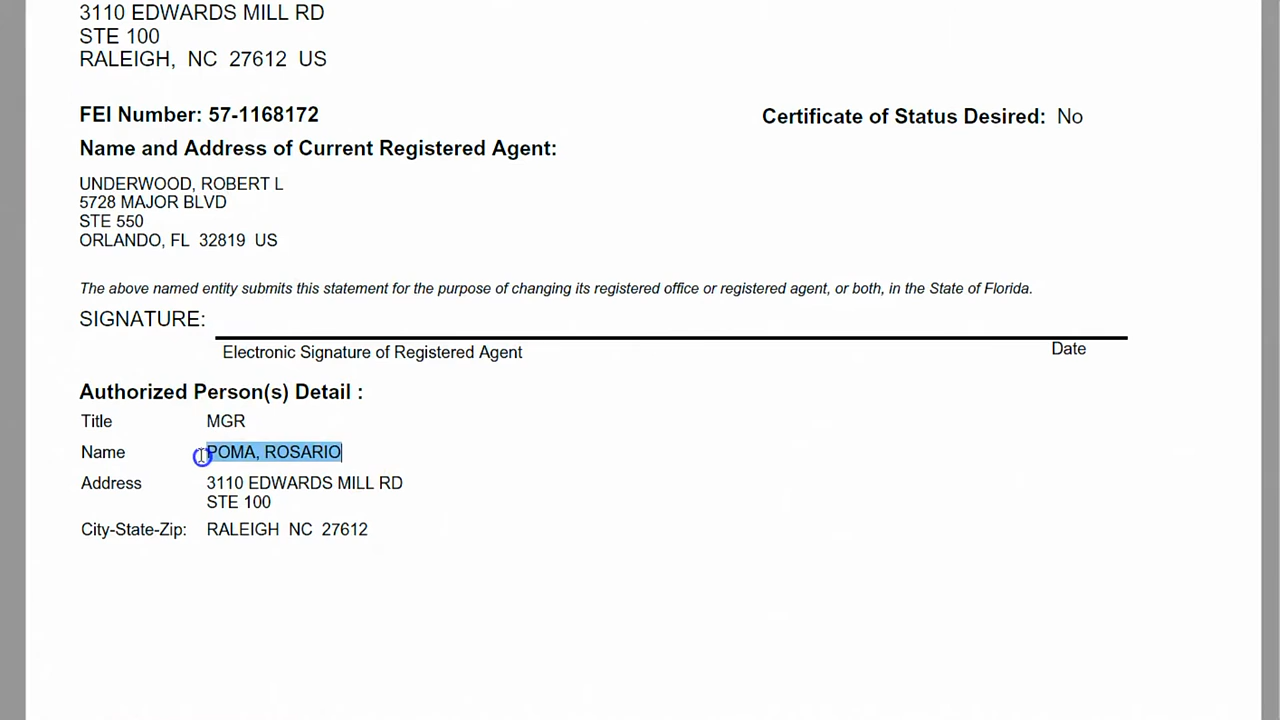 3110 EDWARDS MILL RD
STE 100
RALEIGH, NC 27612 US
FEI Number: 57-1168172
Certificate of Status Desired: No
Name and Address of Current Registered Agent:
UNDERWOOD, ROBERT L
5728 MAJOR BLVD
STE 550
ORLANDO, FL 32819 US
The above named entity submits this statement for the purpose of changing its registered office or registered agent, or both, in the State of Florida.
SIGNATURE:
Electronic Signature of Registered Agent
Date
Authorized Person(s) Detail :
Title MGR
Name POMA, ROSARIO
Address 3110 EDWARDS MILL RD
STE 100
City-State-Zip: RALEIGH NC 27612